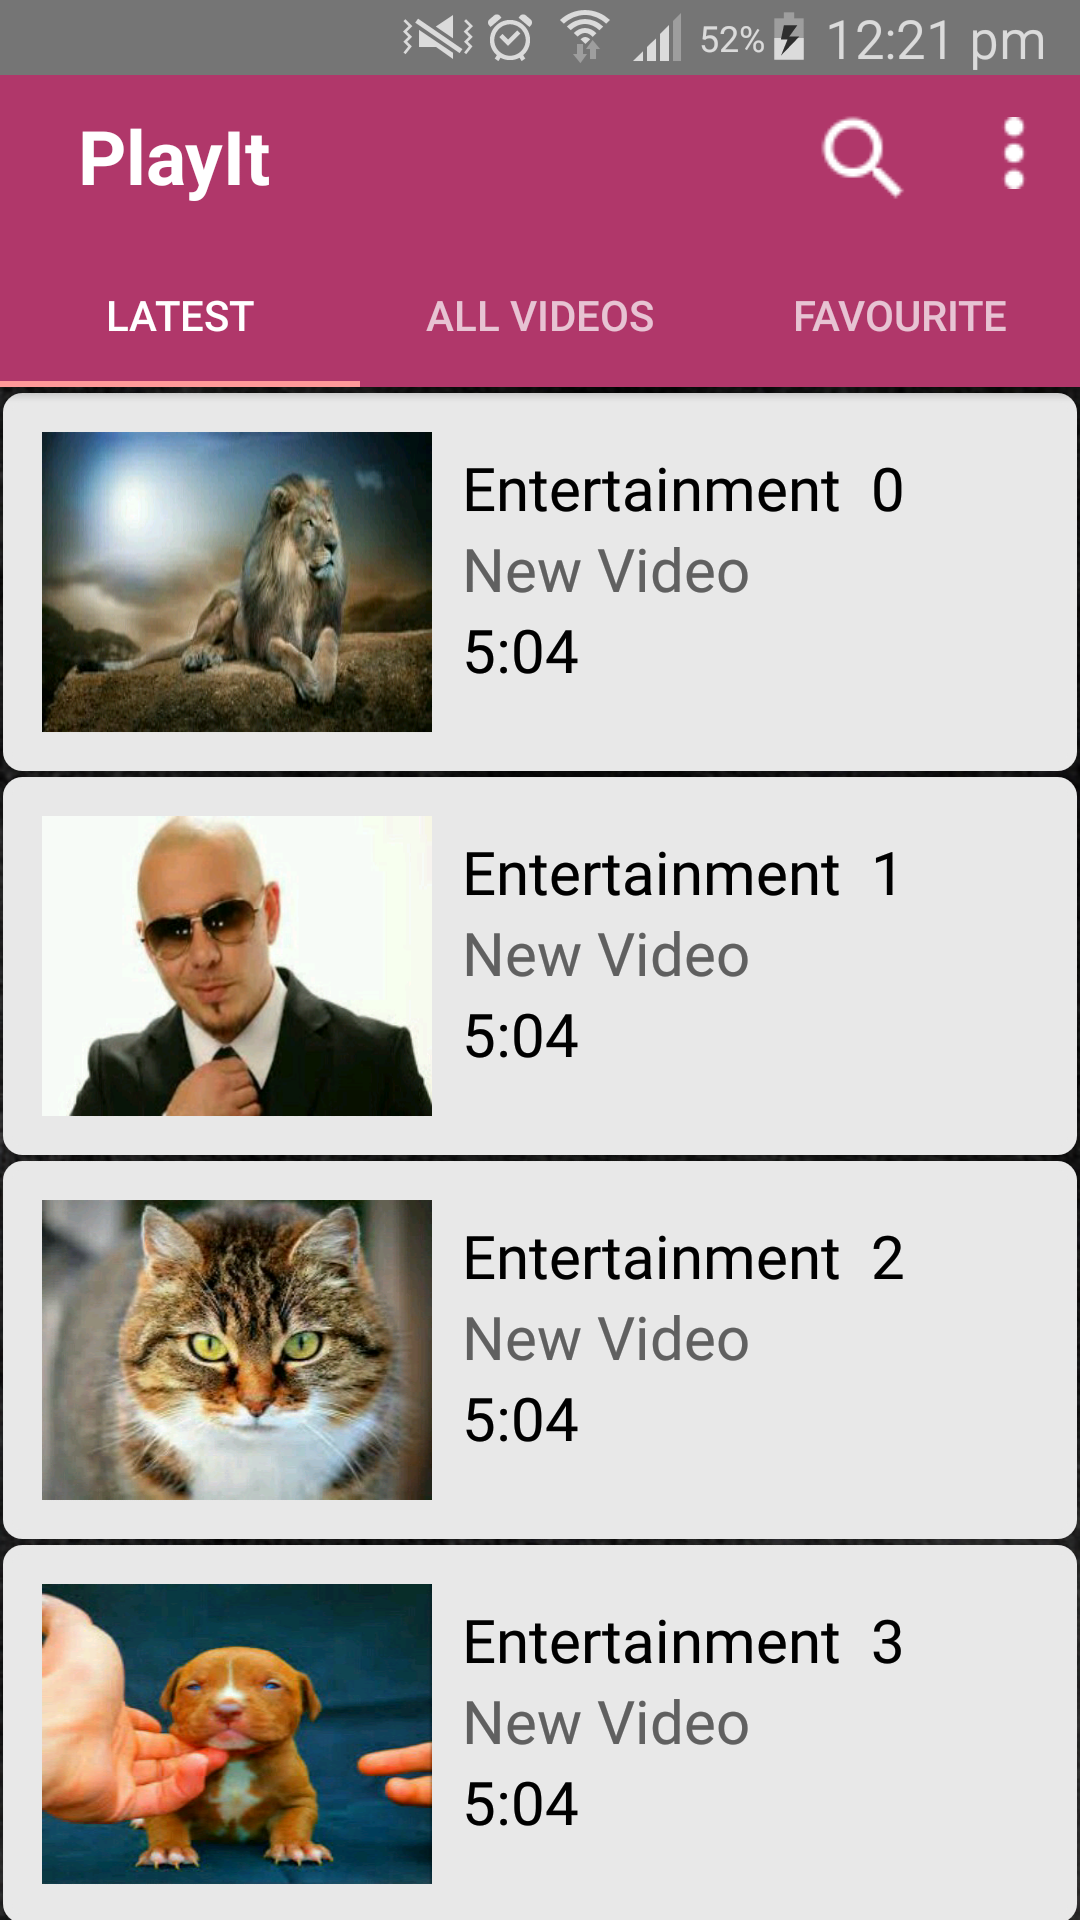 52% 12:21 pm
PlayIt
LATEST ALL VIDEOS FAVOURITE
Entertainment 0
New Video
5:04
Entertainment 1
New Video
5:04
Entertainment 2
New Video
5:04
Entertainment 3
New Video
5:04